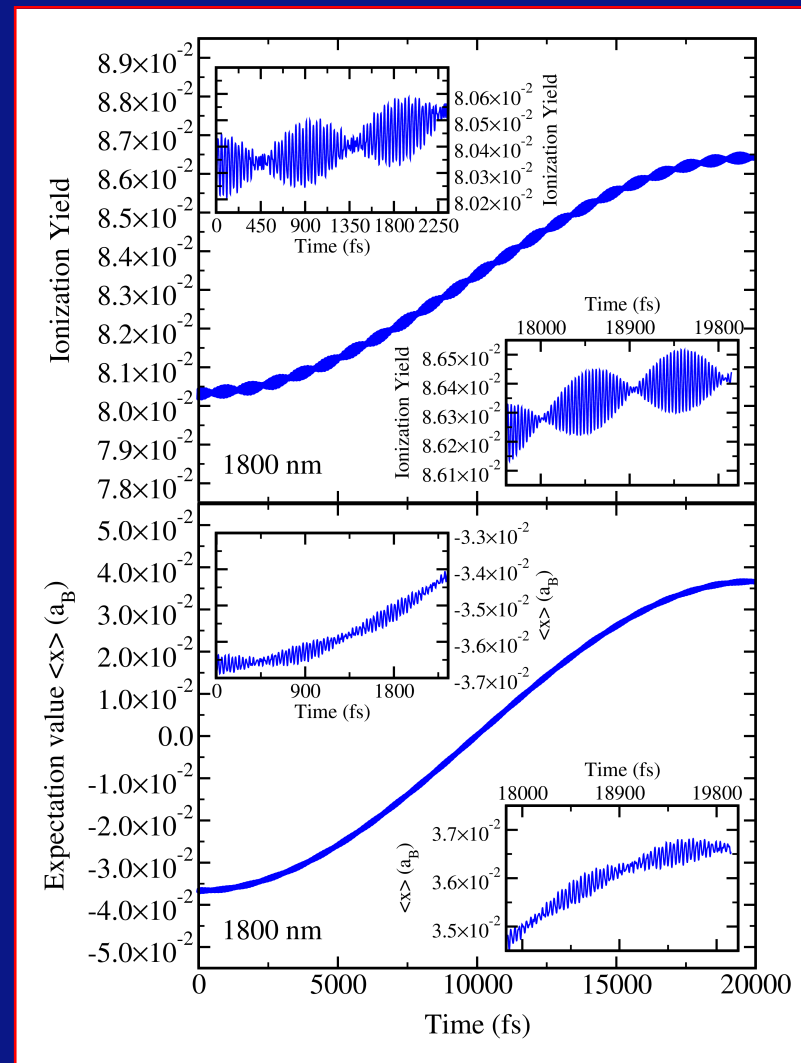 Ionization Yield
8.9×10⁻²
8.8×10⁻²
8.7×10⁻²
8.6×10⁻²
8.5×10⁻²
8.4×10⁻²
8.3×10⁻²
8.2×10⁻²
8.1×10⁻²
8.0×10⁻²
7.9×10⁻²
7.8×10⁻²
8.06×10⁻²
8.05×10⁻²
8.04×10⁻²
8.03×10⁻²
8.02×10⁻²
Ionization Yield
0 450 900 1350 1800 2250
Time (fs)
Time (fs)
18000 18900 19800
Ionization Yield
8.65×10⁻²
8.64×10⁻²
8.63×10⁻²
8.62×10⁻²
8.61×10⁻²
1800 nm
Expectation value <x> (a_B)
5.0×10⁻²
4.0×10⁻²
3.0×10⁻²
2.0×10⁻²
1.0×10⁻²
0.0
-1.0×10⁻²
-2.0×10⁻²
-3.0×10⁻²
-4.0×10⁻²
-5.0×10⁻²
-3.3×10⁻²
-3.4×10⁻²
-3.5×10⁻²
-3.6×10⁻²
-3.7×10⁻²
<x> (a_B)
0 900 1800
Time (fs)
Time (fs)
18000 18900 19800
<x> (a_B)
3.7×10⁻²
3.6×10⁻²
3.5×10⁻²
1800 nm
0 5000 10000 15000 20000
Time (fs)